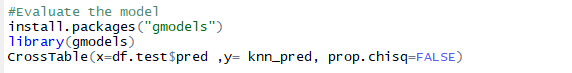 #Evaluate the model
install.packages("gmodels")
library(gmodels)
CrossTable(x=df.test$pred ,y= knn_pred, prop.chisq=FALSE)